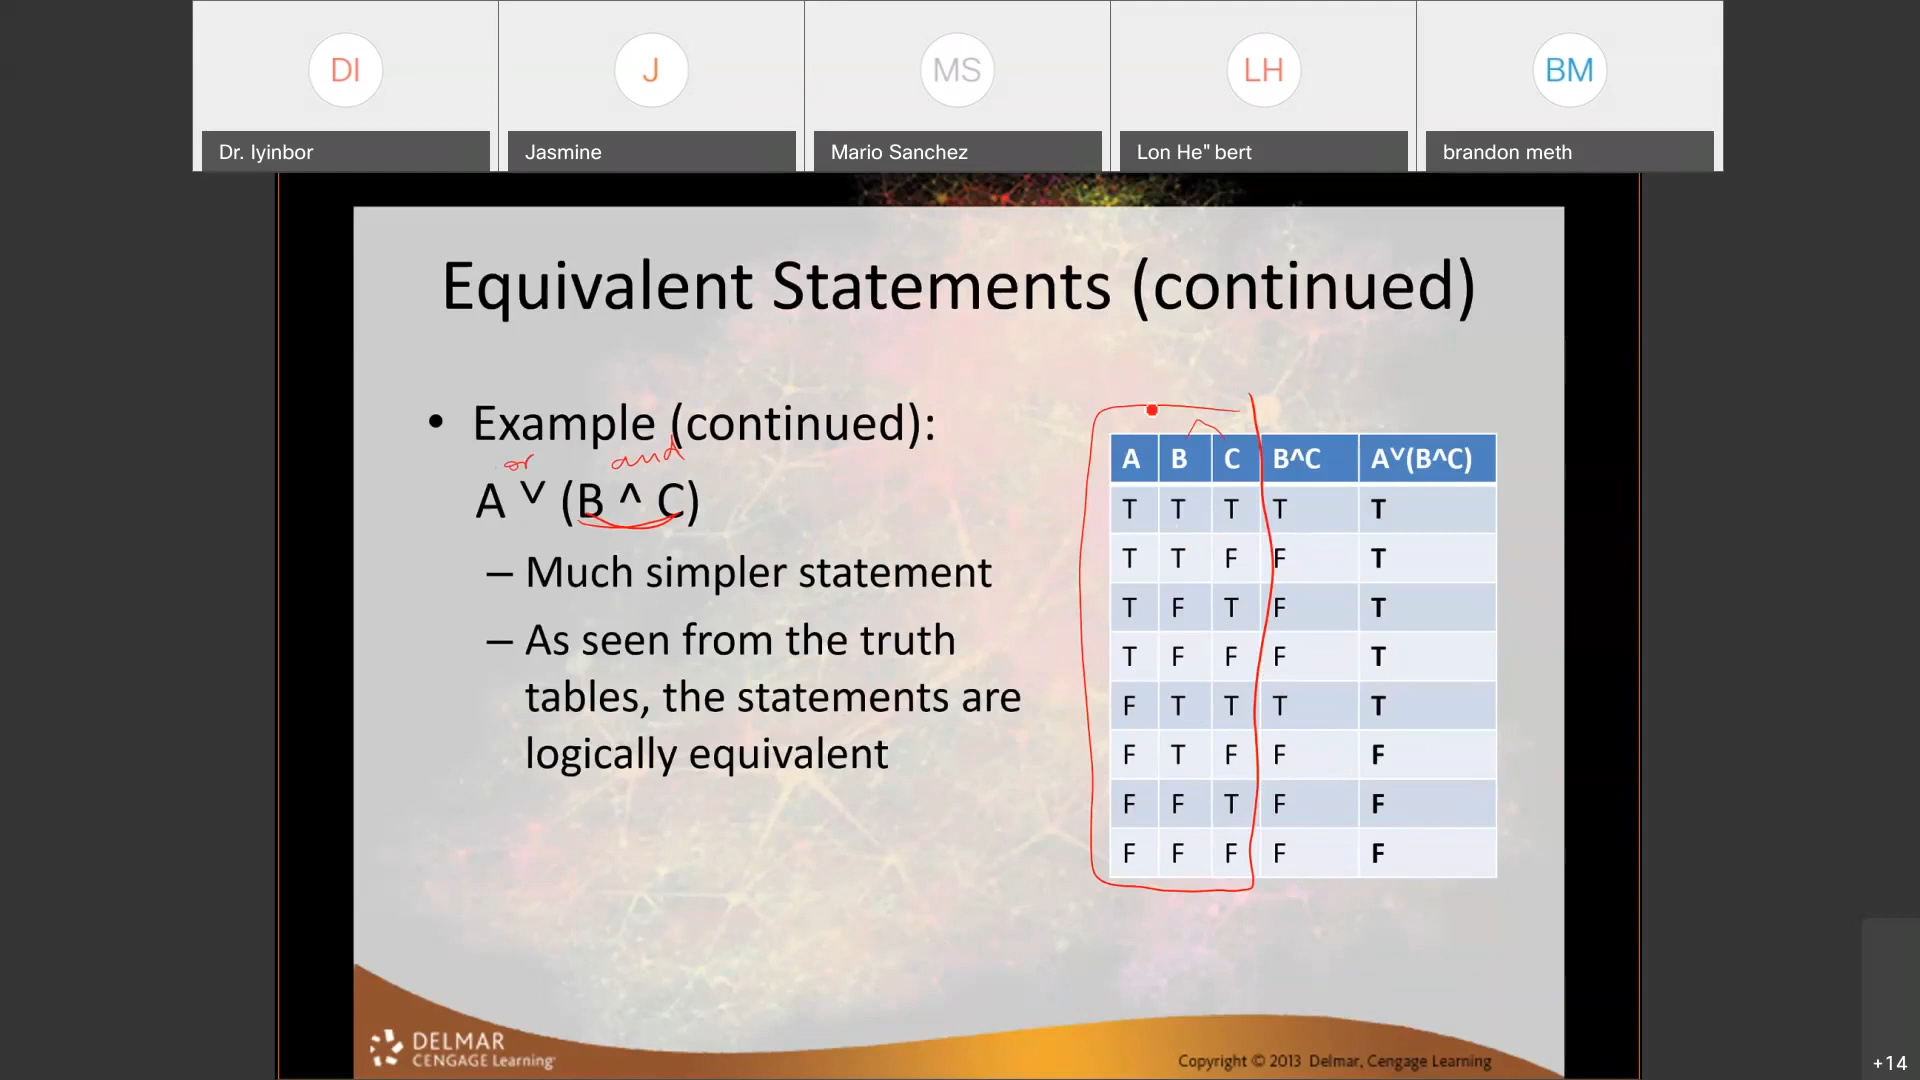 DI J MS LH BM
Dr. Iyinbor Jasmine Mario Sanchez Lon He" bert brandon meth
Equivalent Statements (continued)
• Example (continued):
or and
A ˅ (B ^ C)
– Much simpler statement
– As seen from the truth
tables, the statements are
logically equivalent
A B C B^C A˅(B^C)
T T T T T
T T F F T
T F T F T
T F F F T
F T T T T
F T F F F
F F T F F
F F F F F
DELMAR
CENGAGE Learning
Copyright © 2013 Delmar, Cengage Learning
+14